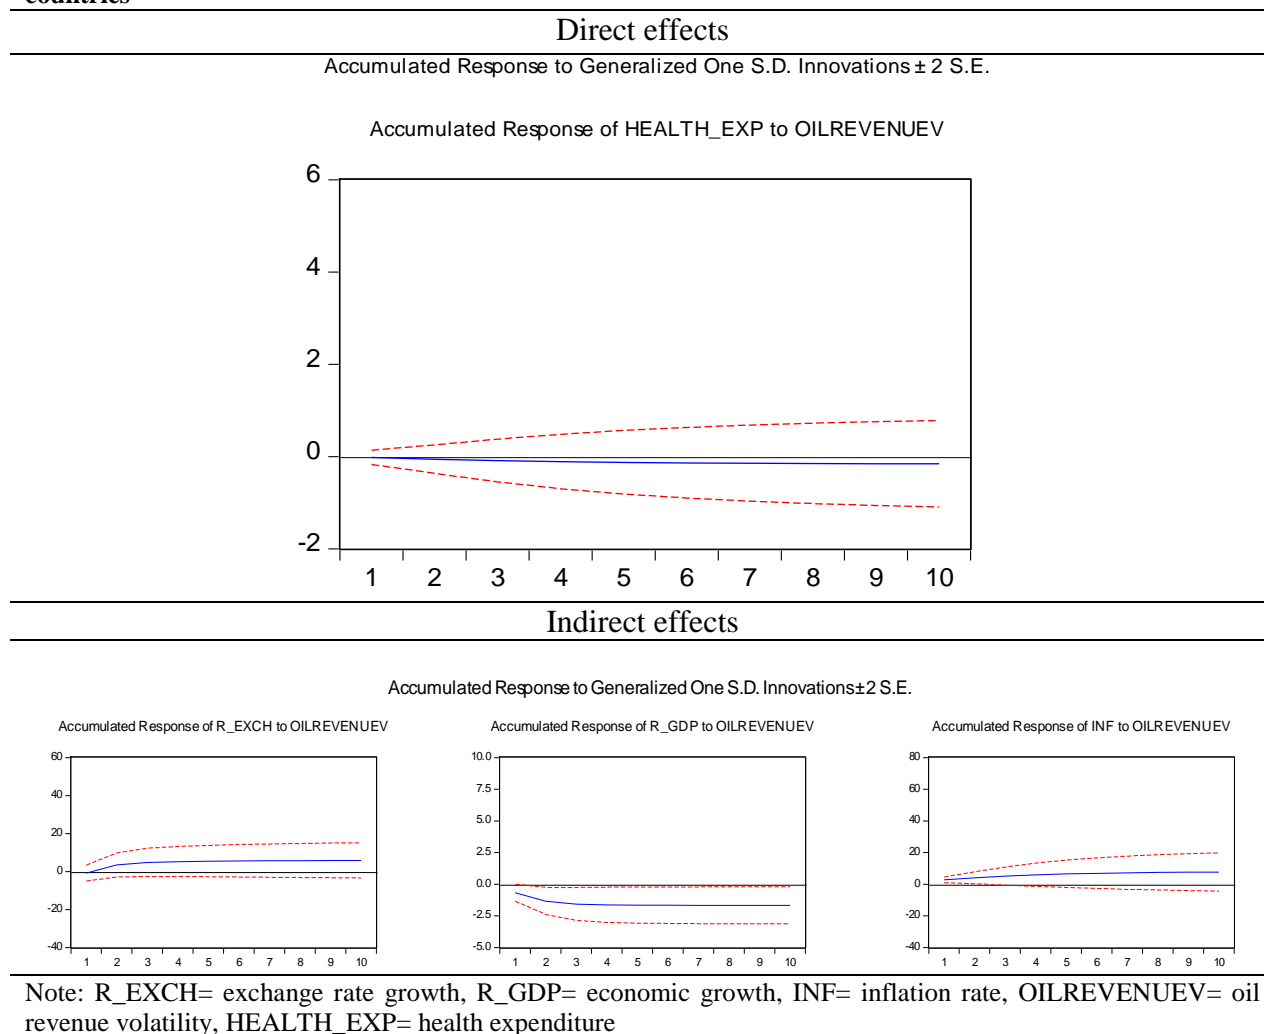 countries
Direct effects
Accumulated Response to Generalized One S.D. Innovations ± 2 S.E.
Accumulated Response of HEALTH_EXP to OILREVENUEV
6
4
2
0
-2
1 2 3 4 5 6 7 8 9 10
Indirect effects
Accumulated Response to Generalized One S.D. Innovations ± 2 S.E.
Accumulated Response of R_EXCH to OILREVENUEV
60
40
20
0
-20
-40
1 2 3 4 5 6 7 8 9 10
Accumulated Response of R_GDP to OILREVENUEV
10.0
7.5
5.0
2.5
0.0
-2.5
-5.0
1 2 3 4 5 6 7 8 9 10
Accumulated Response of INF to OILREVENUEV
80
60
40
20
0
-20
-40
1 2 3 4 5 6 7 8 9 10
Note: R_EXCH= exchange rate growth, R_GDP= economic growth, INF= inflation rate, OILREVENUEV= oil
revenue volatility, HEALTH_EXP= health expenditure